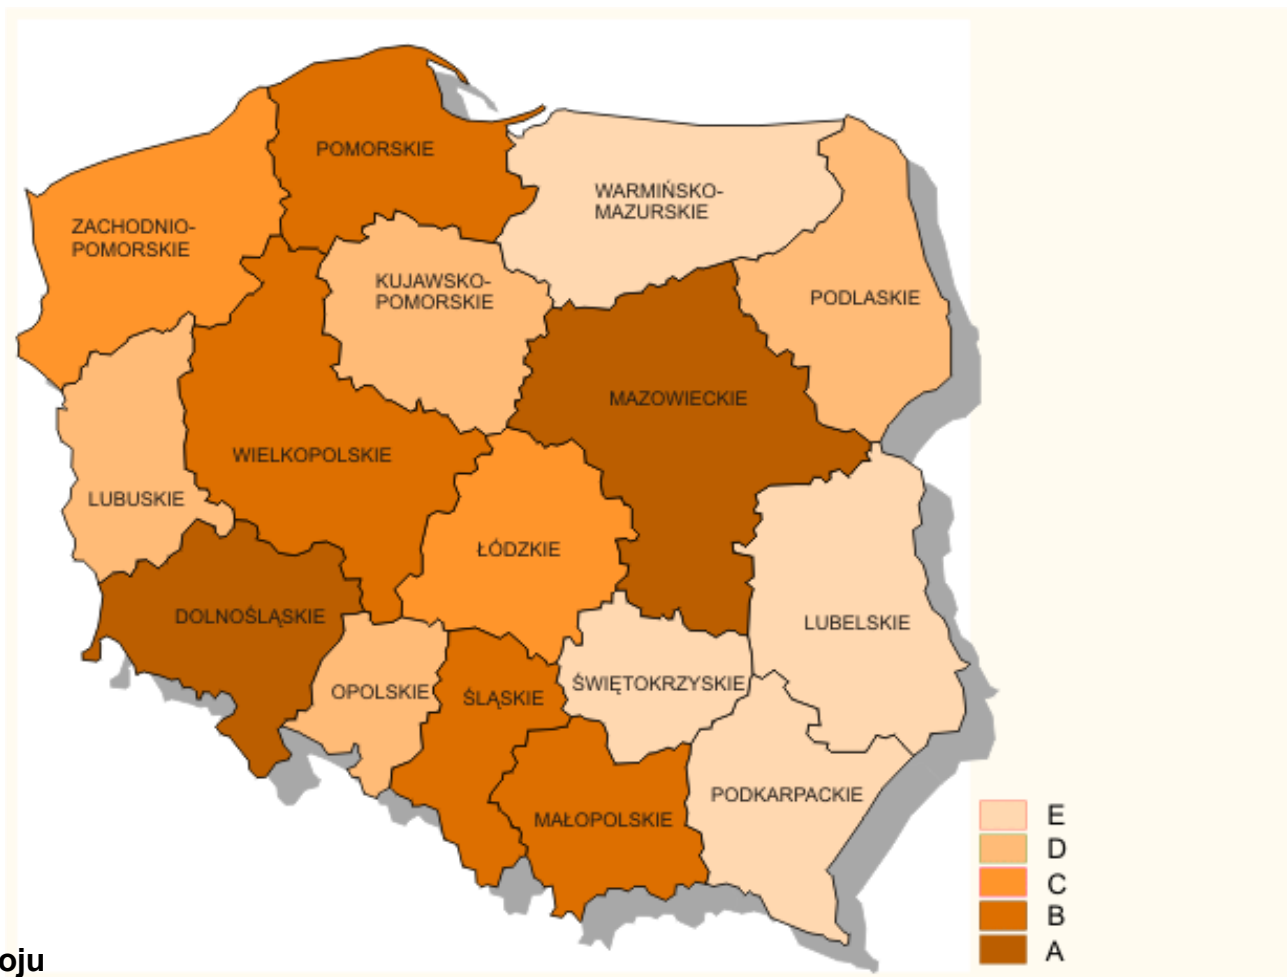 POMORSKIE
WARMIŃSKO-
MAZURSKIE
ZACHODNIO-
POMORSKIE
KUJAWSKO-
POMORSKIE
PODLASKIE
MAZOWIECKIE
WIELKOPOLSKIE
LUBUSKIE
ŁÓDZKIE
DOLNOŚLĄSKIE
LUBELSKIE
OPOLSKIE
ŚLĄSKIE
ŚWIĘTOKRZYSKIE
PODKARPACKIE
MAŁOPOLSKIE
E
D
C
B
A
oju